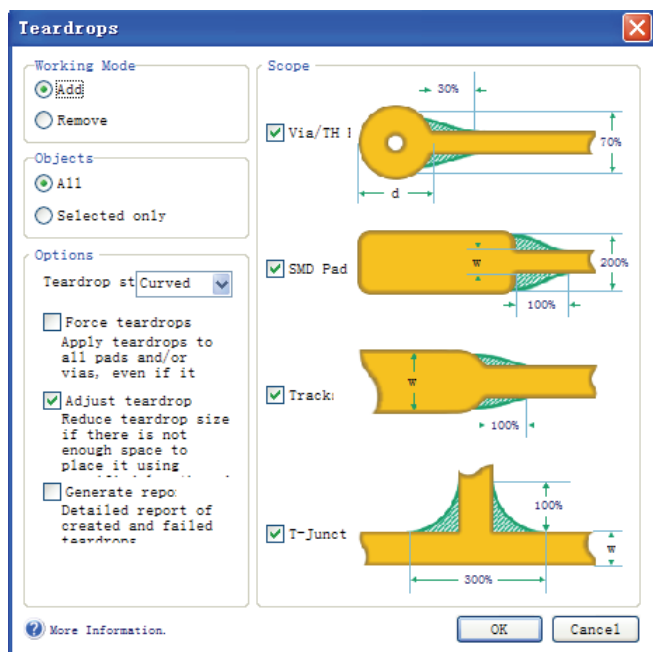 Teardrops
Working Mode
Add
Remove
Objects
All
Selected only
Options
Teardrop st
Curved
Force teardrops
Apply teardrops to
all pads and/or
vias, even if it
Adjust teardrop
Reduce teardrop size
if there is not
enough space to
place it using
Generate repo
Detailed report of
created and failed
teardrops
Scope
Via/TH
30%
70%
d
SMD Pad
w
200%
100%
Track
w
100%
T-Junct
100%
w
300%
More Information.
OK
Cancel